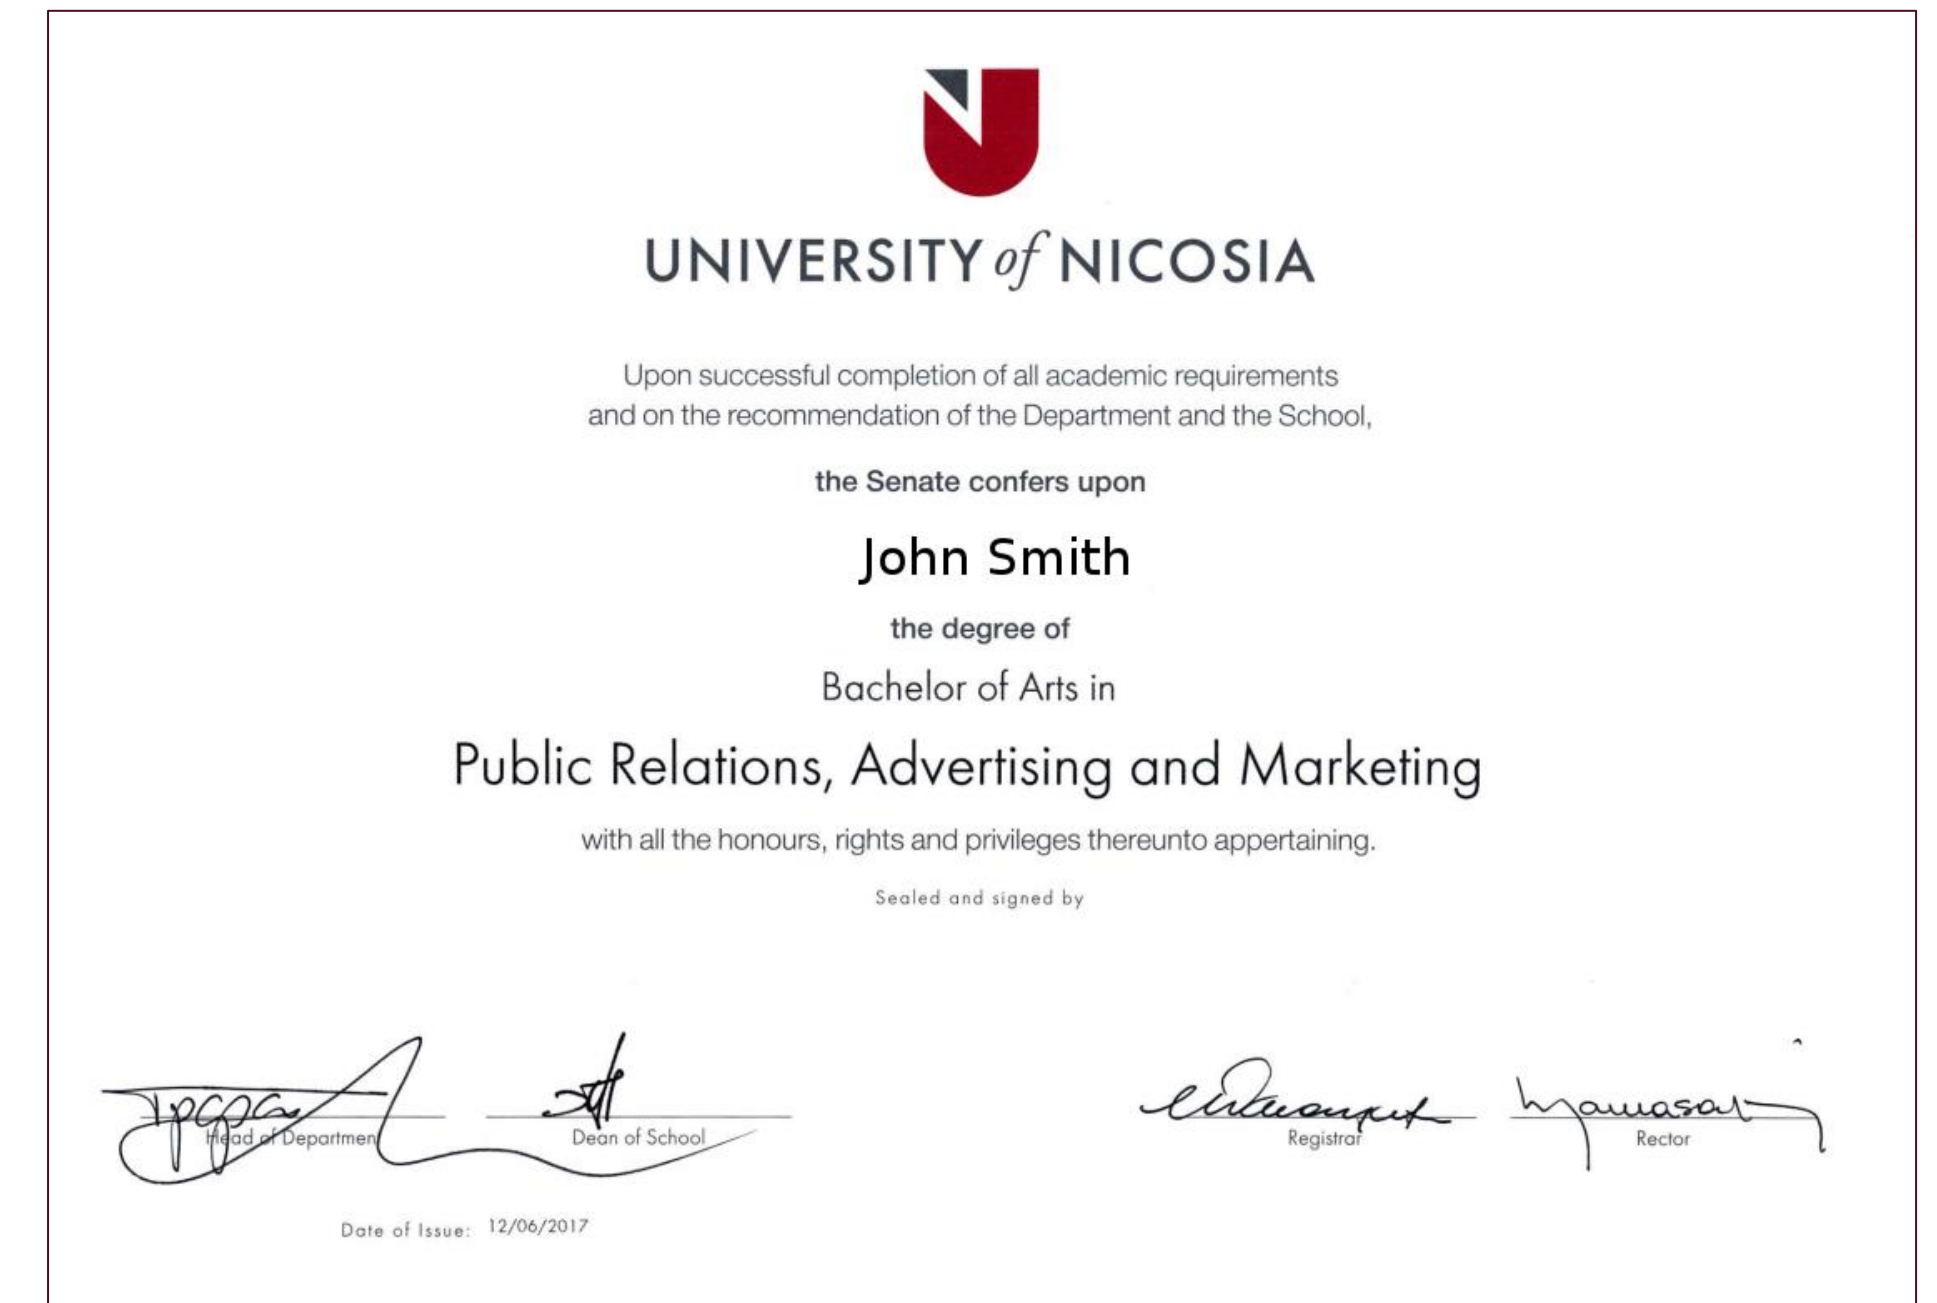 UNIVERSITY of NICOSIA
Upon successful completion of all academic requirements
and on the recommendation of the Department and the School,
the Senate confers upon
John Smith
the degree of
Bachelor of Arts in
Public Relations, Advertising and Marketing
with all the honours, rights and privileges thereunto appertaining.
Sealed and signed by
Head of Departmen
Dean of School
Registrar
Rector
Date of Issue: 12/06/2017